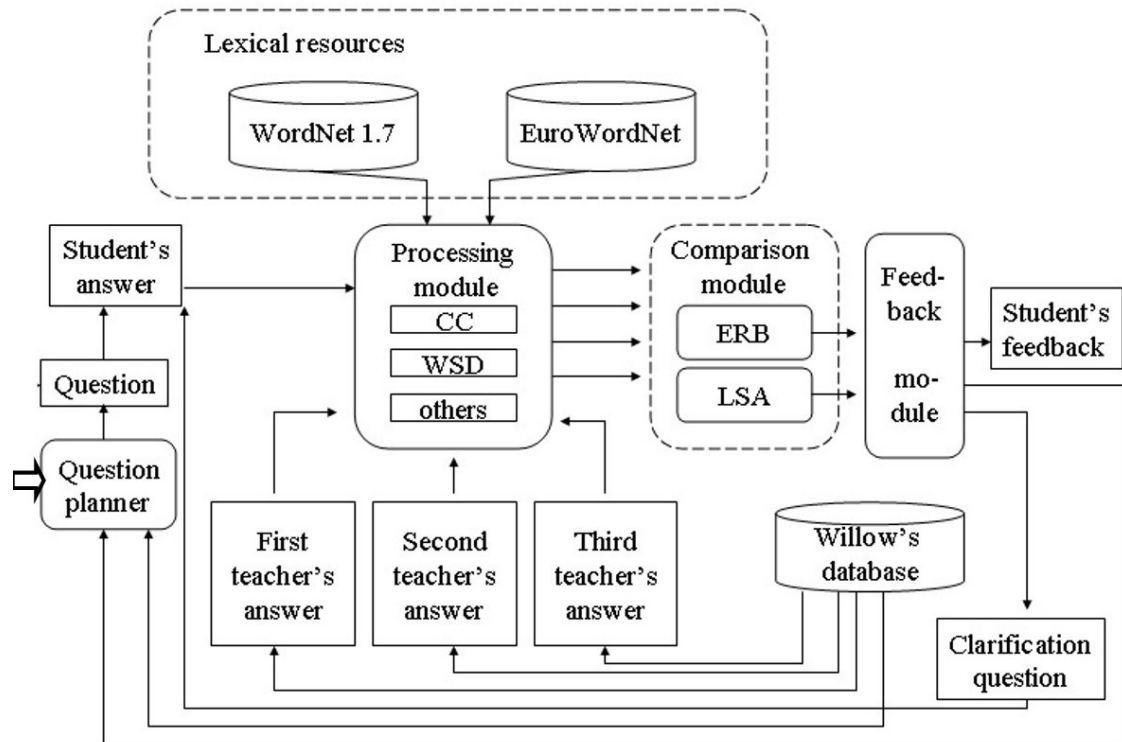 Lexical resources
WordNet 1.7
EuroWordNet
Student's
answer
Processing
module
CC
WSD
others
Comparison
module
ERB
LSA
Feed-
back
mo-
dule
Student's
feedback
Question
Question
planner
First
teacher's
answer
Second
teacher's
answer
Third
teacher's
answer
Willow's
database
Clarification
question